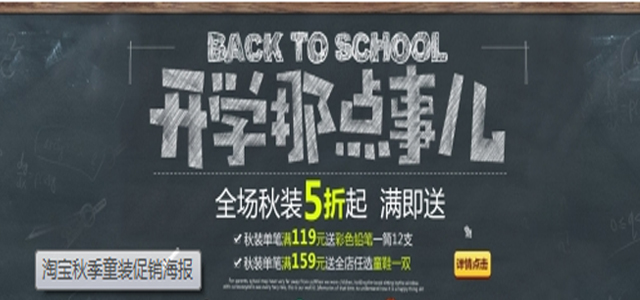 BACK TO SCHOOL
开学那点事儿
全场秋装5折起 满即送
秋装单笔满119元送彩色铅笔一筒12支
秋装单笔满159元送全店任选童鞋一双
详情点击
淘宝秋季童装促销海报